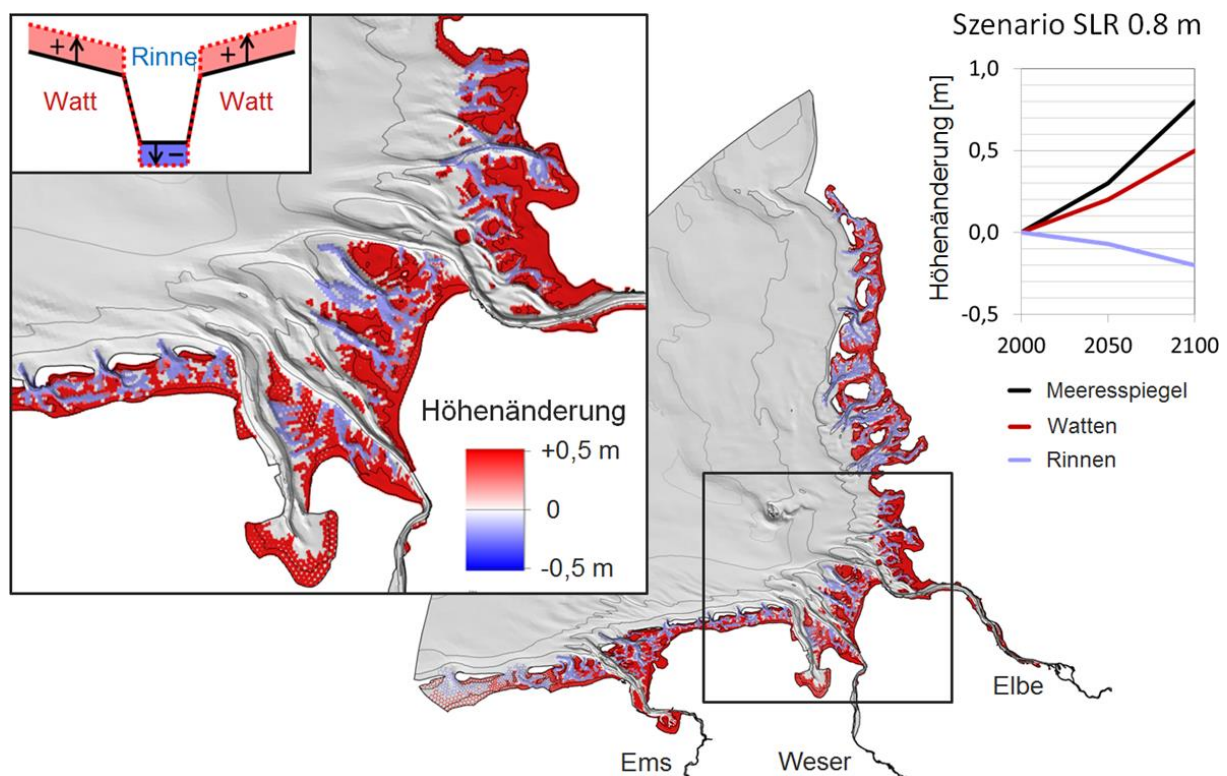 +
Rinne
+
Watt
Watt
−
Höhenänderung
+0,5 m
0
-0,5 m
Szenario SLR 0.8 m
Höhenänderung [m]
1,0
0,5
0,0
-0,5
2000
2050
2100
Meeresspiegel
Watten
Rinnen
Ems
Weser
Elbe